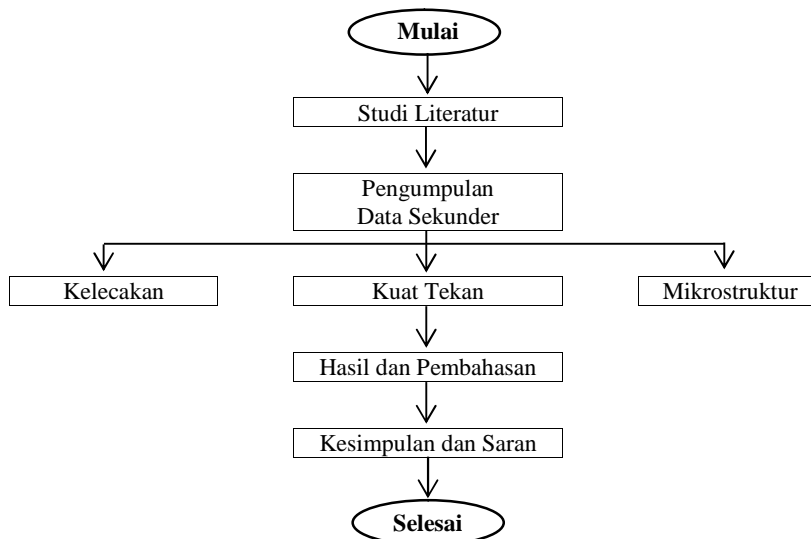 Mulai
Studi Literatur
Pengumpulan
Data Sekunder
Kelecakan
Kuat Tekan
Mikrostruktur
Hasil dan Pembahasan
Kesimpulan dan Saran
Selesai